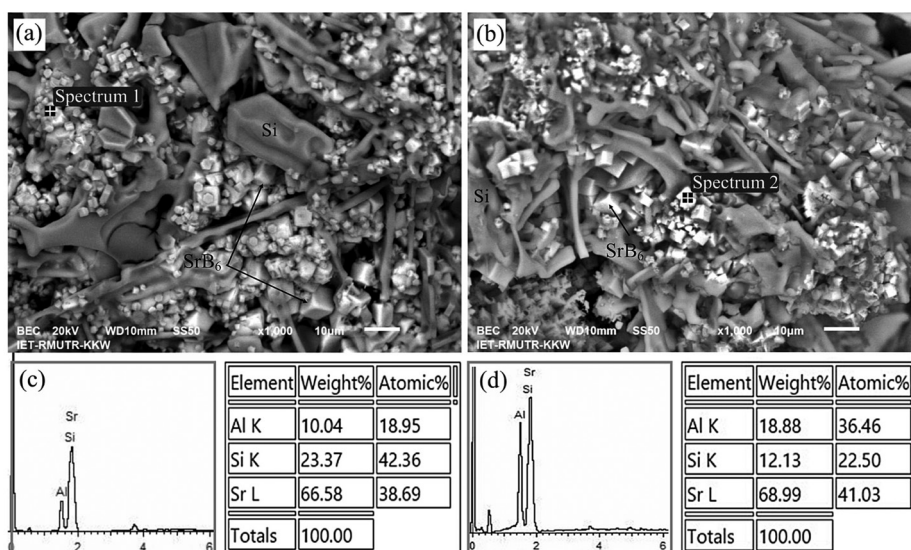 (a)
Spectrum 1
Si
SrB6
BEC 20kV WD10mm SS50 x1,000 10μm
IET-RMUTR-KKW
(b)
Si
Spectrum 2
SrB6
BEC 20kV WD10mm SS50 x1,000 10μm
IET-RMUTR-KKW
(c)
Sr
Si
Al
0 2 4 6
Element Weight% Atomic%
Al K 10.04 18.95
Si K 23.37 42.36
Sr L 66.58 38.69
Totals 100.00
(d)
Sr
Si
Al
0 2 4 6
Element Weight% Atomic%
Al K 18.88 36.46
Si K 12.13 22.50
Sr L 68.99 41.03
Totals 100.00